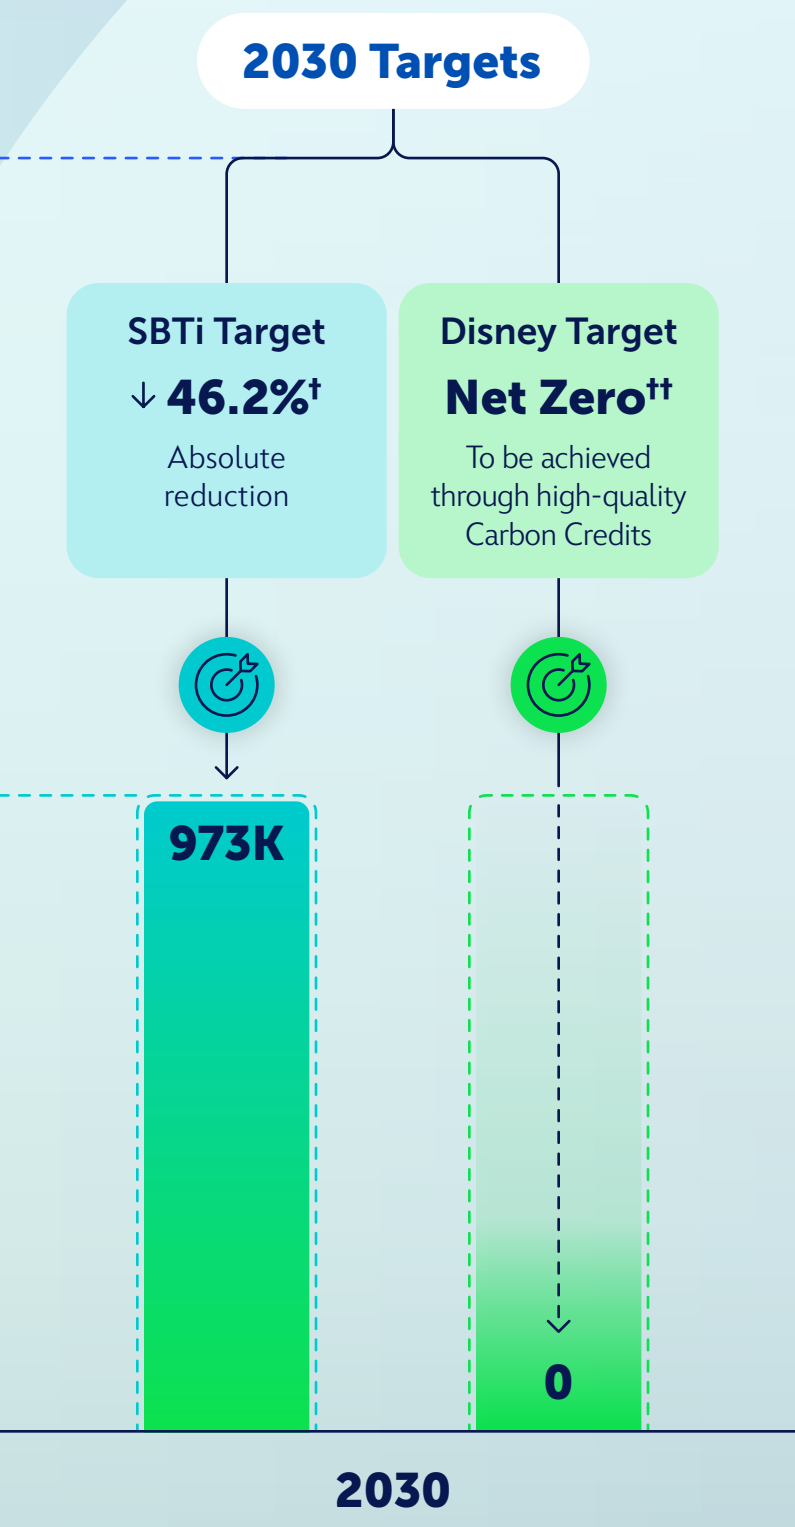 2030 Targets
SBTi Target
↓ 46.2%†
Absolute
reduction
Disney Target
Net Zero††
To be achieved
through high-quality
Carbon Credits
973K
0
2030